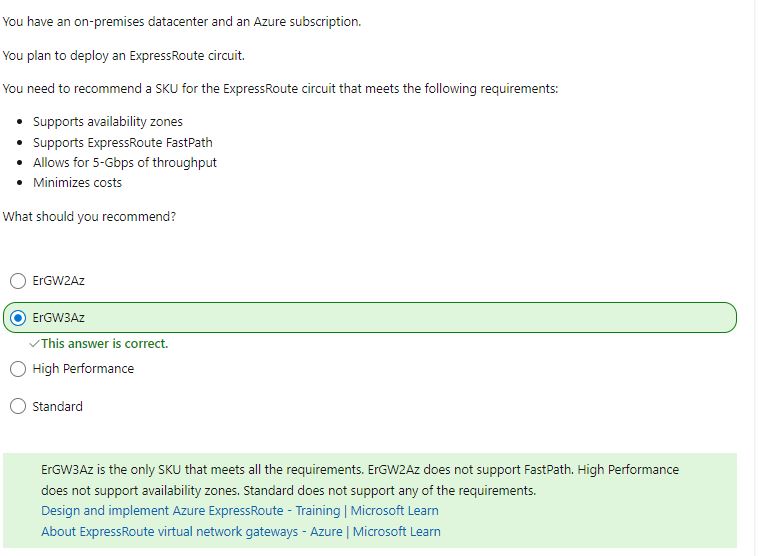 You have an on-premises datacenter and an Azure subscription.
You plan to deploy an ExpressRoute circuit.
You need to recommend a SKU for the ExpressRoute circuit that meets the following requirements:
• Supports availability zones
• Supports ExpressRoute FastPath
• Allows for 5-Gbps of throughput
• Minimizes costs
What should you recommend?
ErGW2Az
ErGW3Az
✓This answer is correct.
High Performance
Standard
ErGW3Az is the only SKU that meets all the requirements. ErGW2Az does not support FastPath. High Performance
does not support availability zones. Standard does not support any of the requirements.
Design and implement Azure ExpressRoute - Training | Microsoft Learn
About ExpressRoute virtual network gateways - Azure | Microsoft Learn